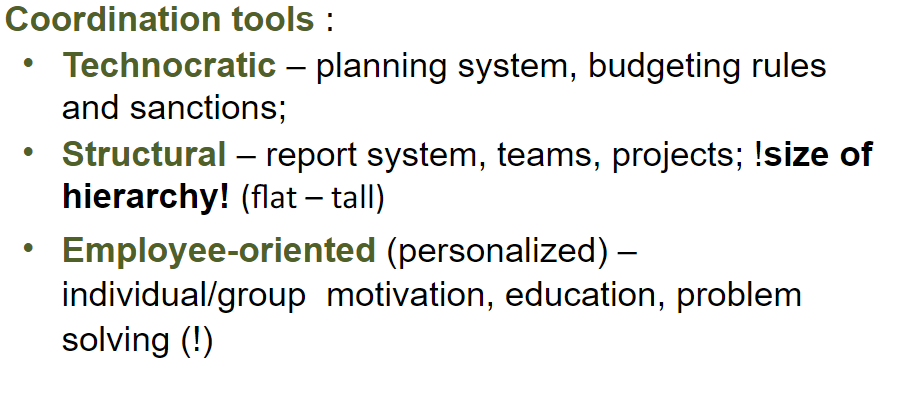 Coordination tools :
• Technocratic – planning system, budgeting rules
and sanctions;
• Structural – report system, teams, projects; !size of
hierarchy! (flat – tall)
• Employee-oriented (personalized) –
individual/group  motivation, education, problem
solving (!)